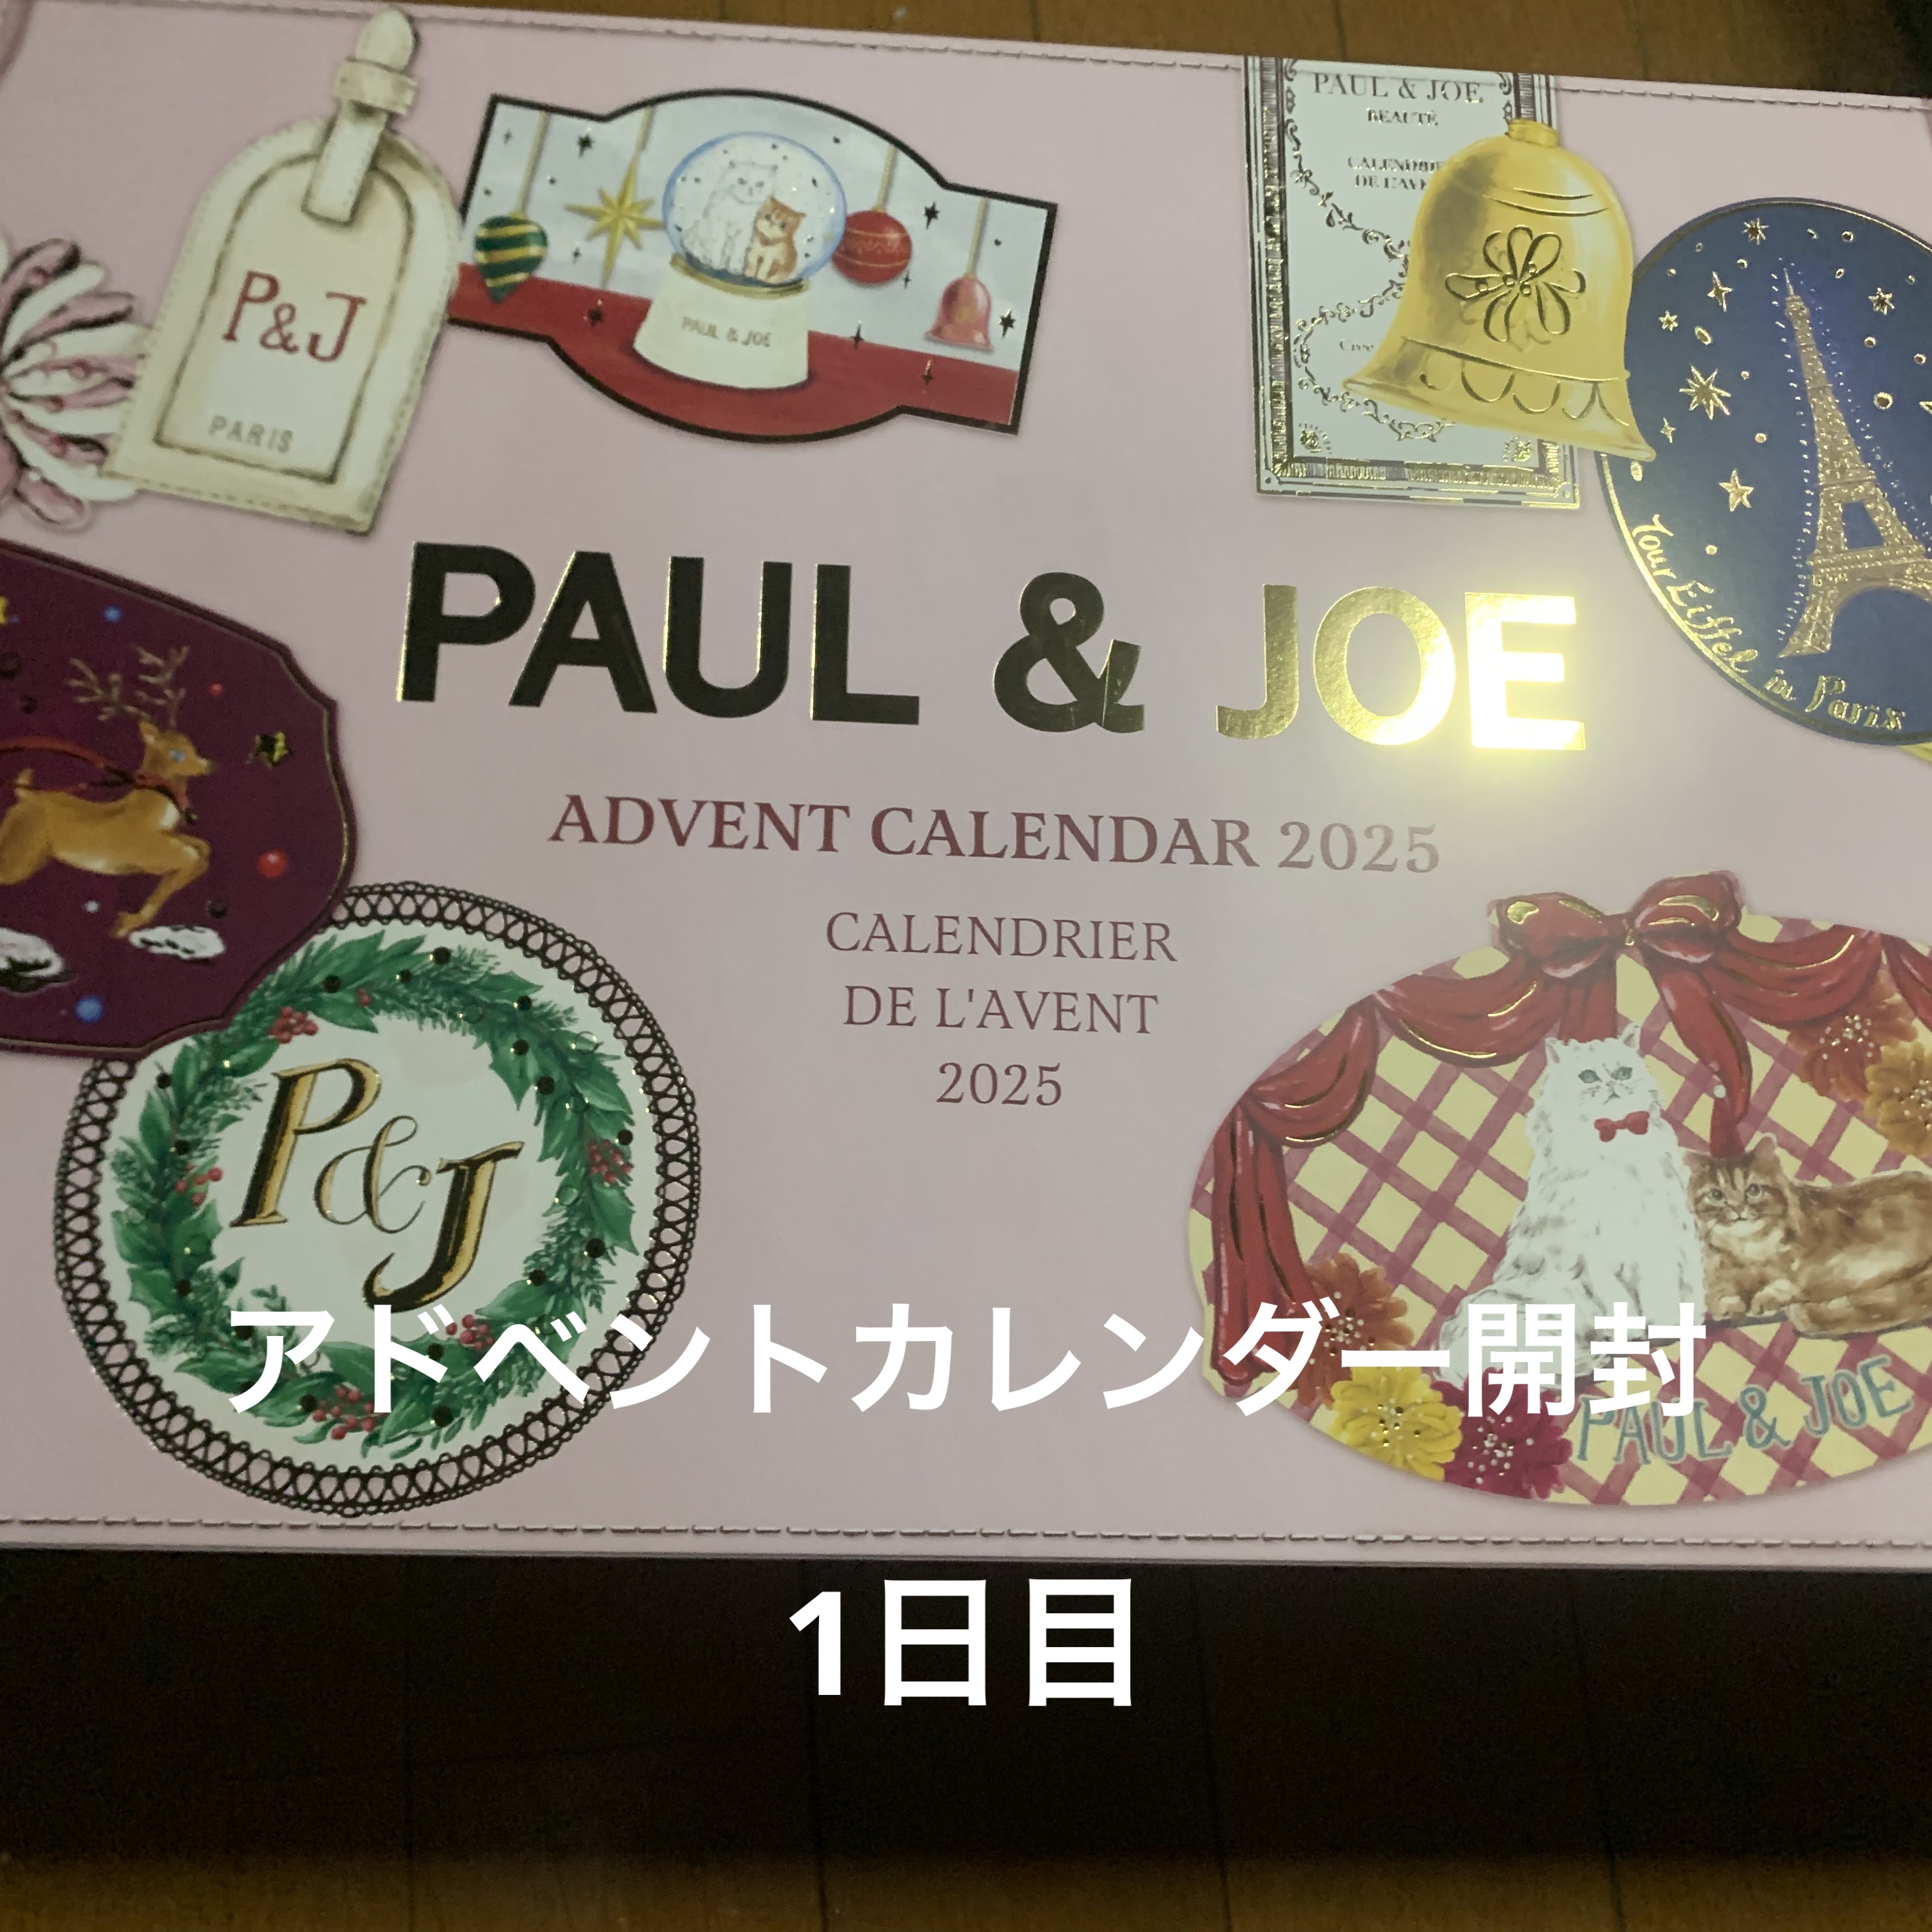 PAUL & JOE
BEAUTÉ
P&J
PARIS
PAUL & JOE
Tour Eiffel in Paris
PAUL & JOE
ADVENT CALENDAR 2025
CALENDRIER
DE L'AVENT
2025
P&J
PAUL & JOE
アドベントカレンダー開封
1日目